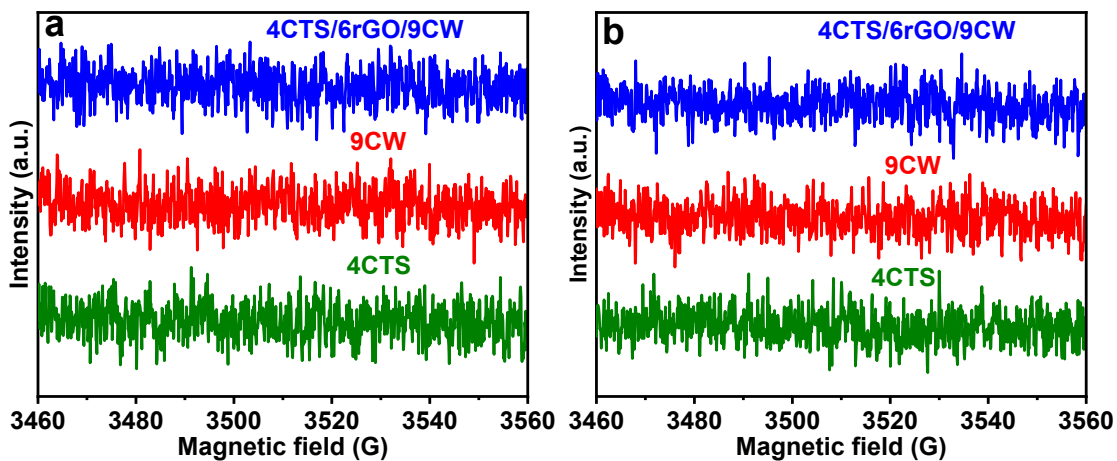 a
4CTS/6rGO/9CW
9CW
4CTS
Intensity (a.u.)
3460 3480 3500 3520 3540 3560
Magnetic field (G)
b
4CTS/6rGO/9CW
9CW
4CTS
Intensity (a.u.)
3460 3480 3500 3520 3540 3560
Magnetic field (G)